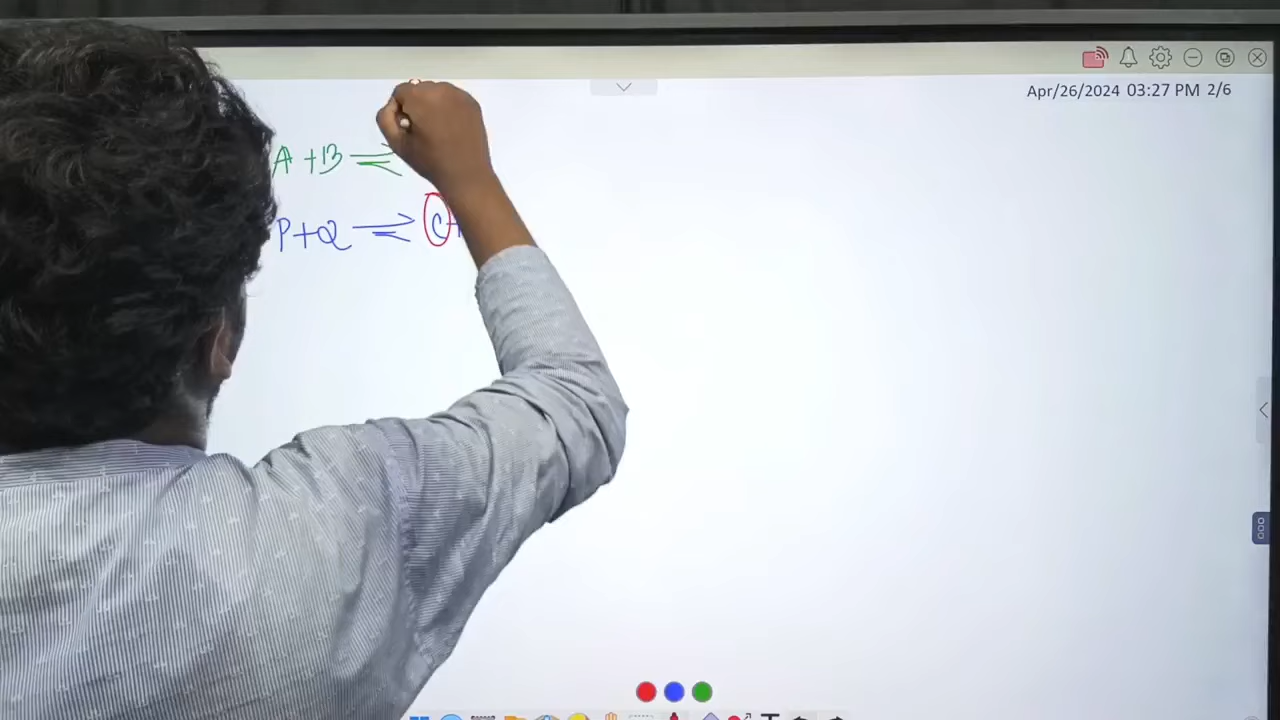 Apr/26/2024 03:27 PM 2/6
A + B ⇌
P + Q ⇌ C +